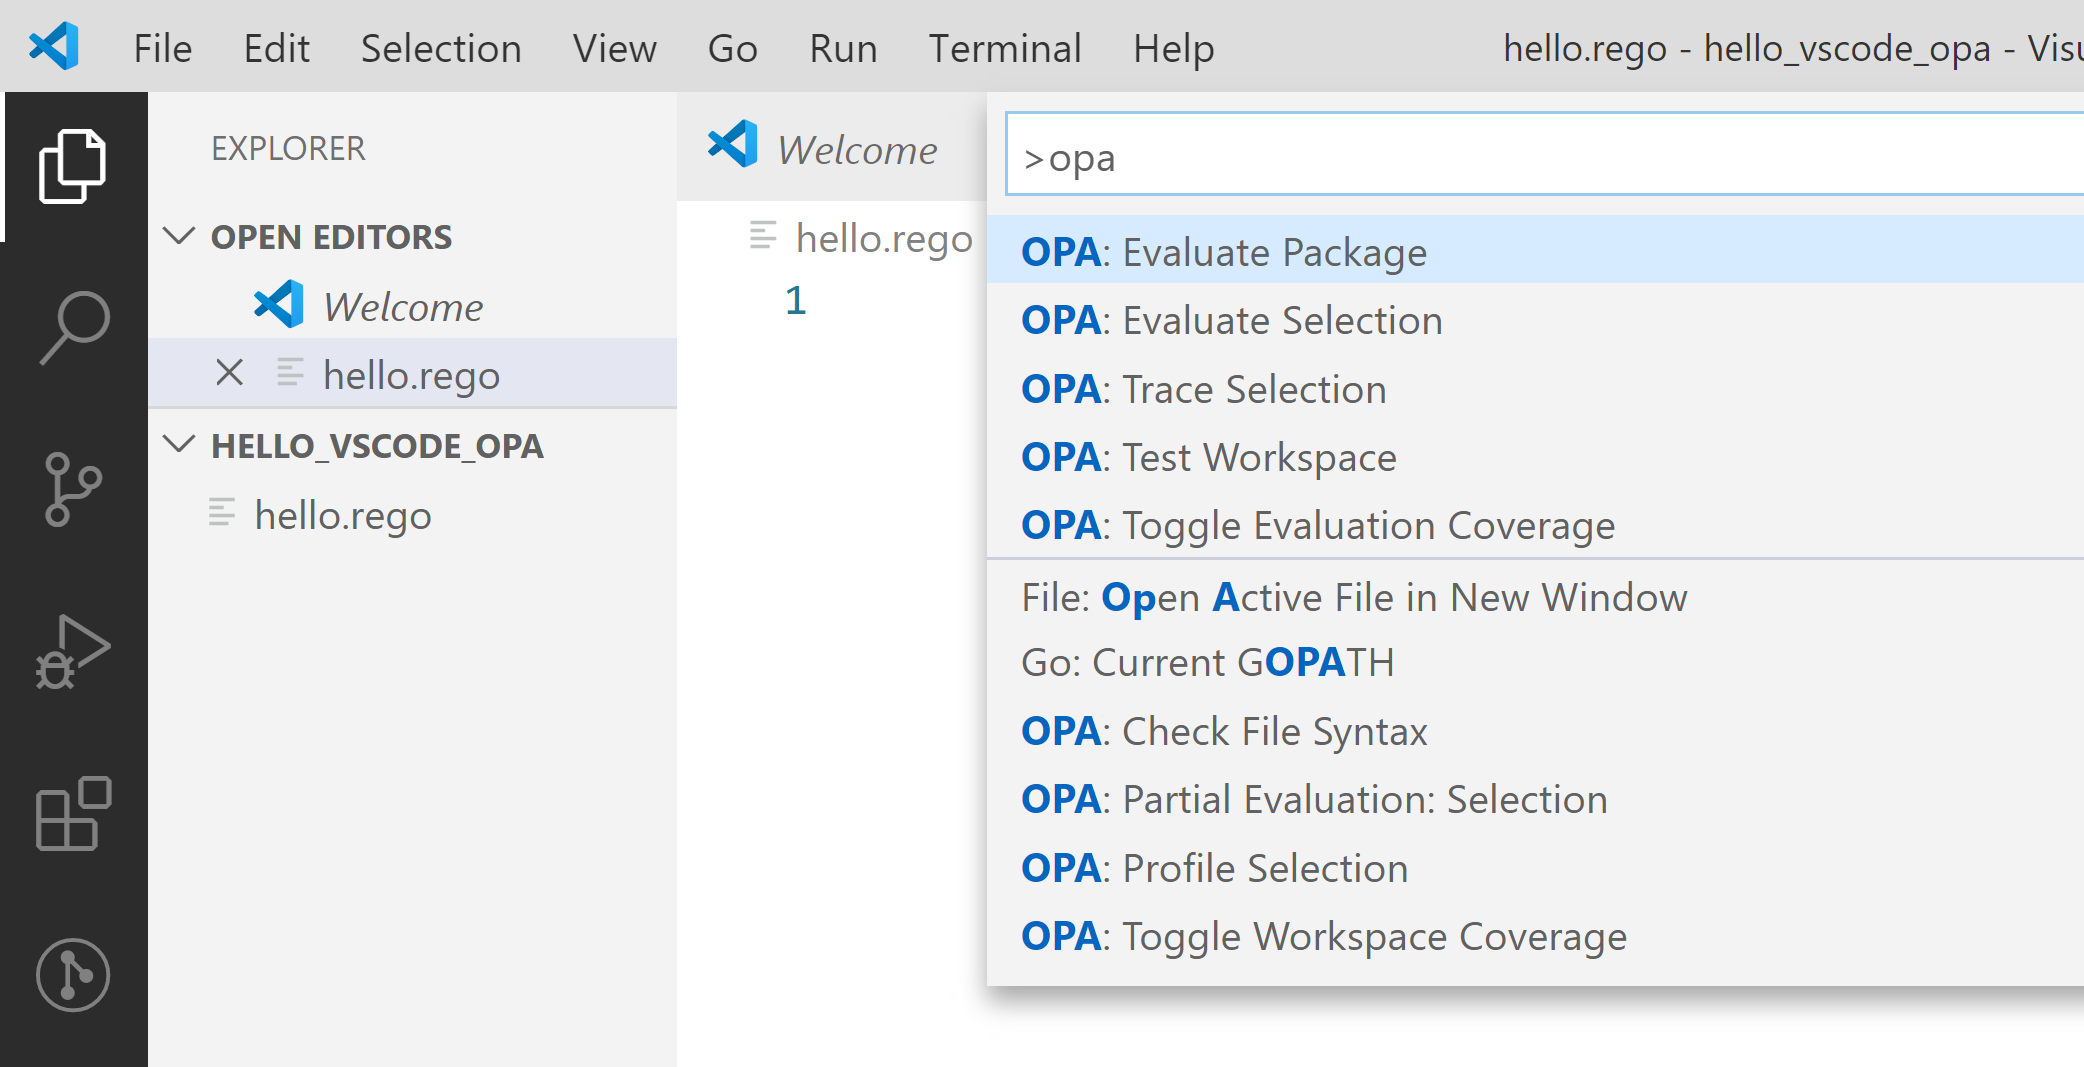 File Edit Selection View Go Run Terminal Help hello.rego - hello_vscode_opa - Visu
EXPLORER
OPEN EDITORS
Welcome
hello.rego
HELLO_VSCODE_OPA
hello.rego
Welcome
hello.rego
1
>opa
OPA: Evaluate Package
OPA: Evaluate Selection
OPA: Trace Selection
OPA: Test Workspace
OPA: Toggle Evaluation Coverage
File: Open Active File in New Window
Go: Current GOPATH
OPA: Check File Syntax
OPA: Partial Evaluation: Selection
OPA: Profile Selection
OPA: Toggle Workspace Coverage